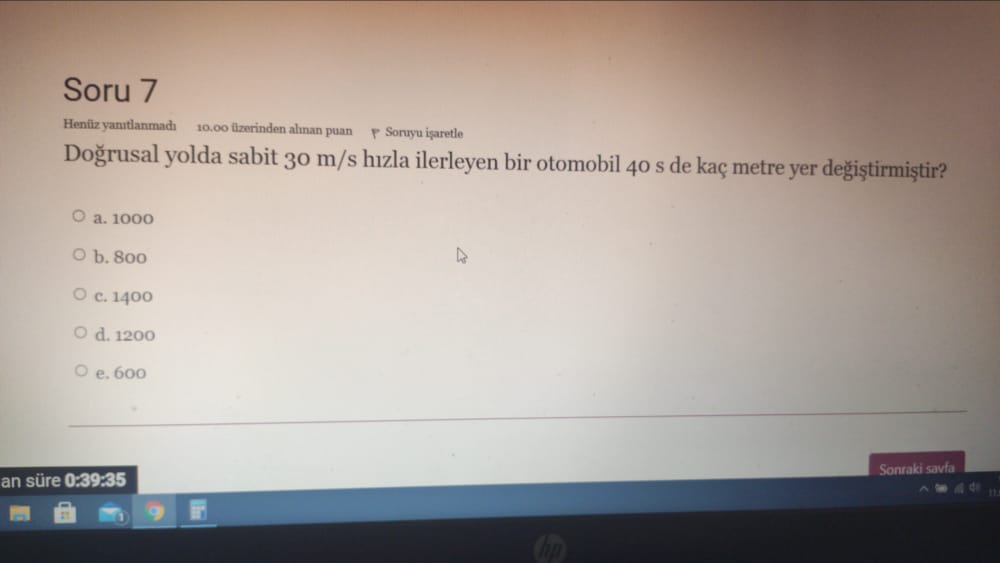 Soru 7
Henüz yanıtlanmadı 10.00 üzerinden alınan puan Soruyu işaretle
Doğrusal yolda sabit 30 m/s hızla ilerleyen bir otomobil 40 s de kaç metre yer değiştirmiştir?
a. 1000
b. 800
c. 1400
d. 1200
e. 600
an süre 0:39:35
Sonraki sayfa
1
hp